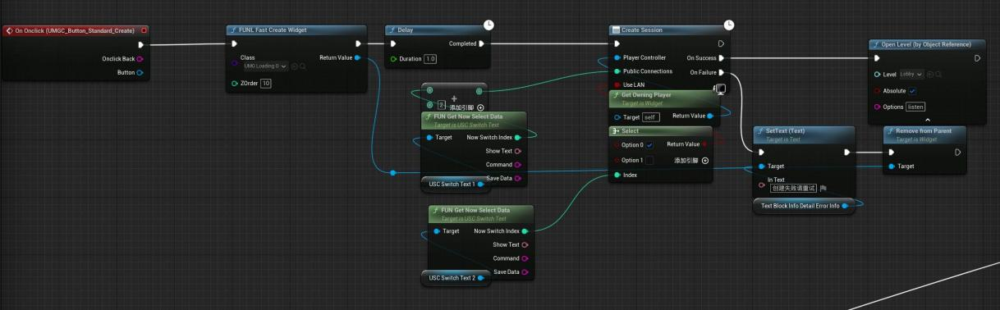 On Onclick (UMGC_Button_Standard_Create)
Onclick Back
Button
FUNL Fast Create Widget
Class
UMG Loading 0
Return Value
ZOrder 10
Delay
Completed
Duration 1.0
2
添加引脚
FUN Get Now Select Data
Target is USC Switch Text
Target
Now Switch Index
Show Text
Command
Save Data
USC Switch Text 1
FUN Get Now Select Data
Target is USC Switch Text
Target
Now Switch Index
Show Text
Command
Save Data
USC Switch Text 2
Create Session
Player Controller
On Success
Public Connections
On Failure
Use LAN
Get Owning Player
Target is Widget
Target self
Return Value
Select
Option 0
Return Value
Option 1
添加引脚
Index
SetText (Text)
Target is Text
Target
In Text
创建失败请重试
Text Block Info Detail Error Info
Open Level (by Object Reference)
Level Lobby
Absolute
Options listen
Remove from Parent
Target is Widget
Target